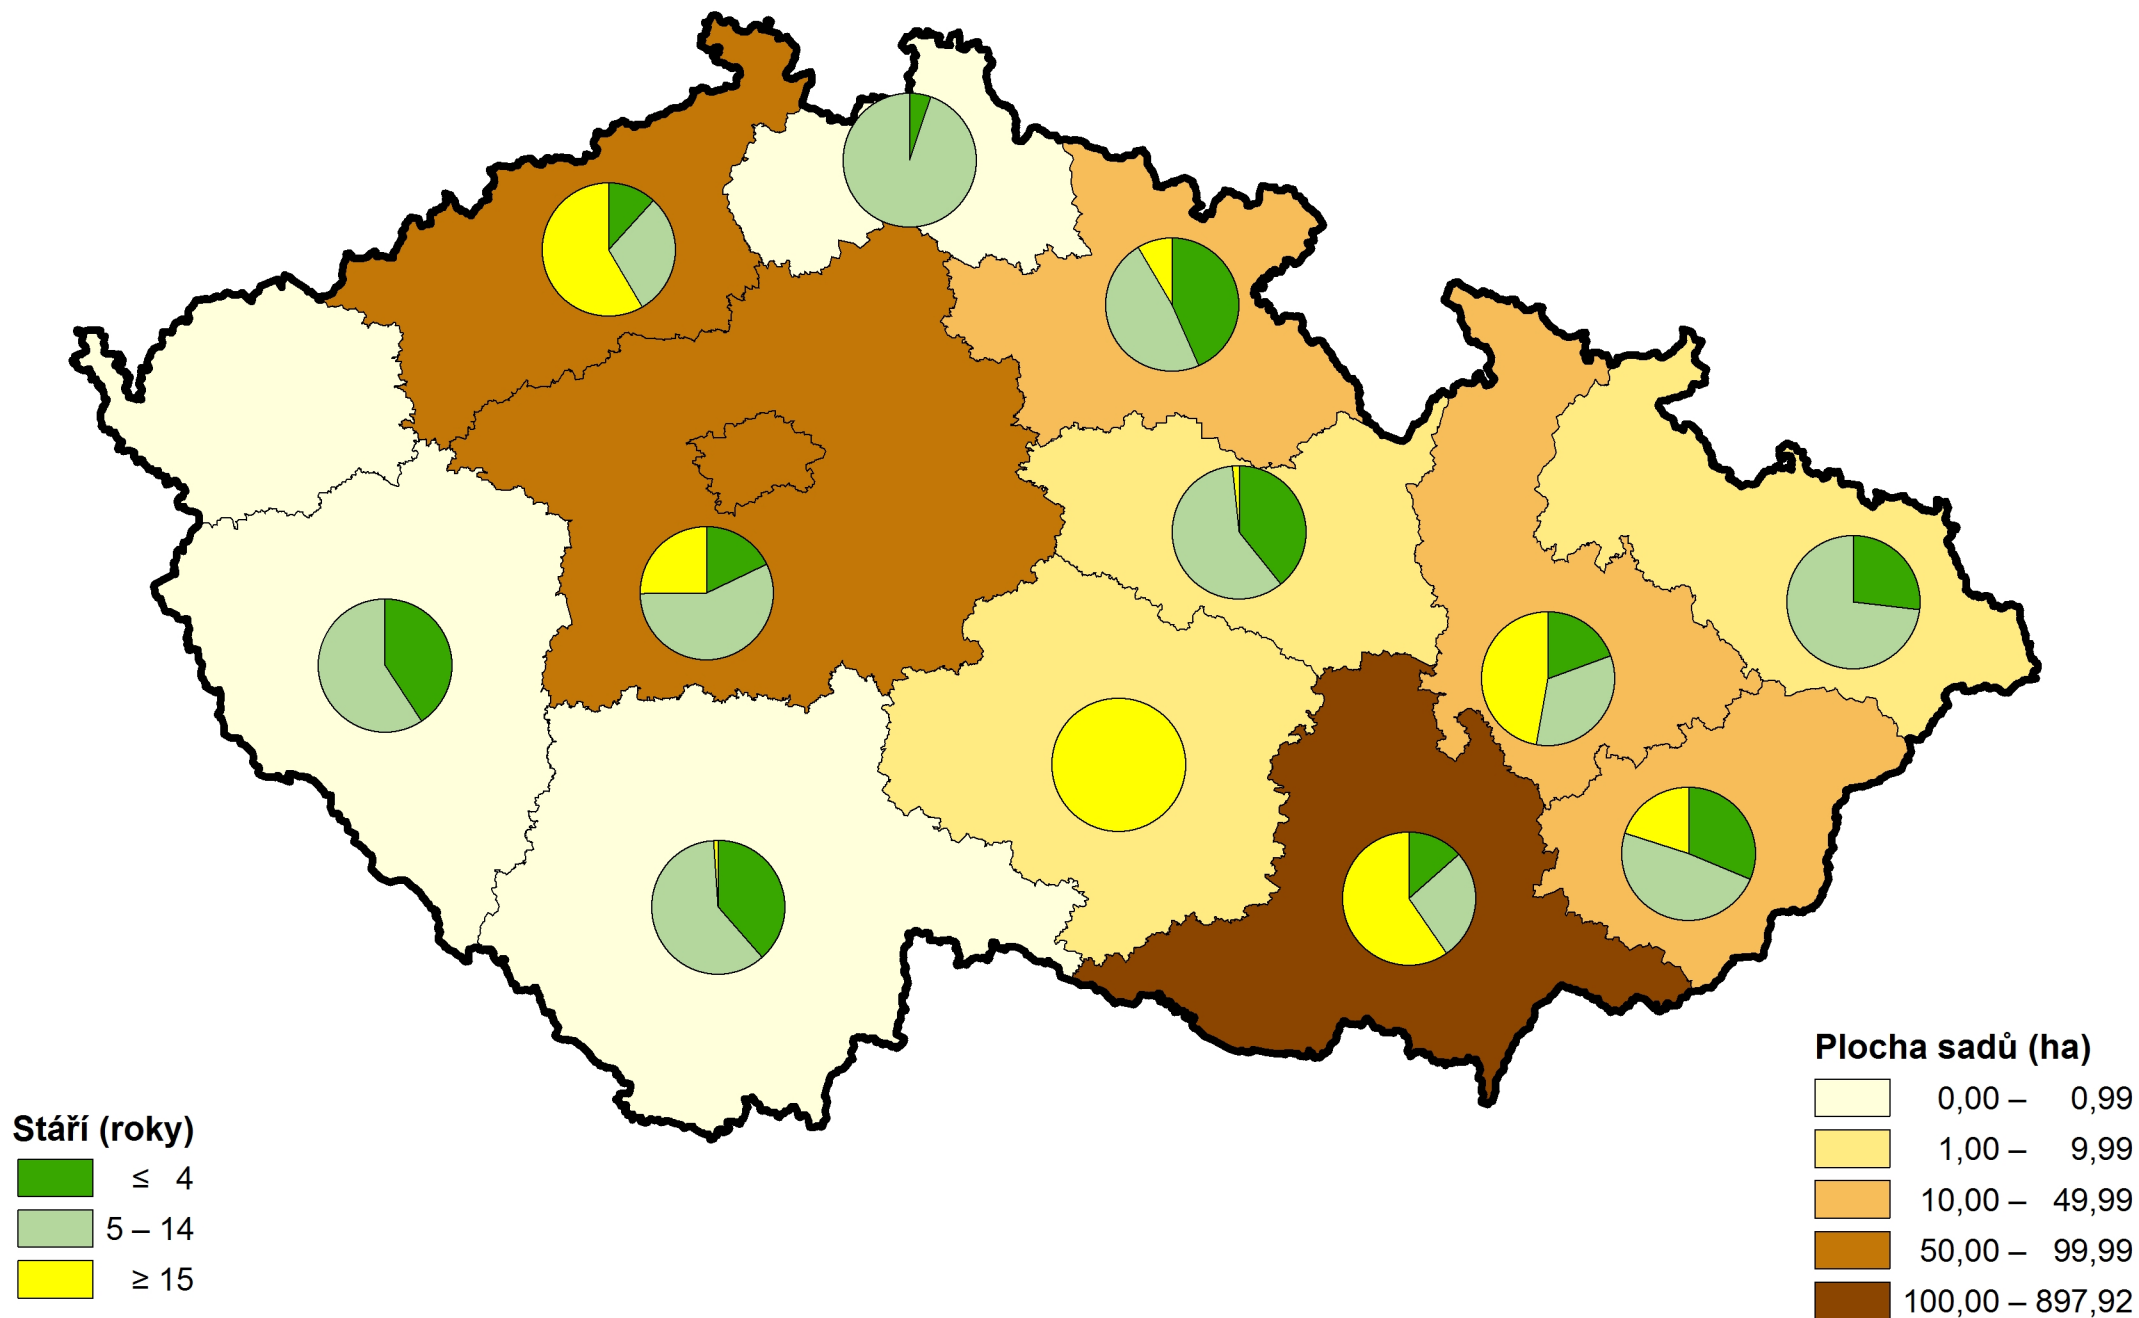 Stáří (roky)
≤ 4
5 – 14
≥ 15
Plocha sadů (ha)
0,00 – 0,99
1,00 – 9,99
10,00 – 49,99
50,00 – 99,99
100,00 – 897,92